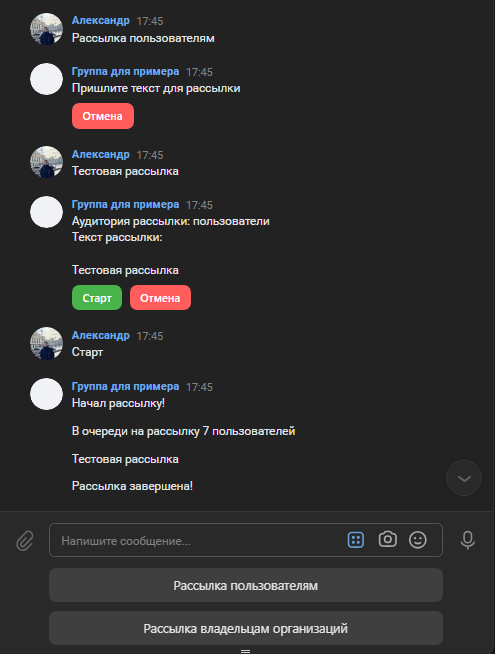 Александр 17:45
Рассылка пользователям
Группа для примера 17:45
Пришлите текст для рассылки
Отмена
Александр 17:45
Тестовая рассылка
Группа для примера 17:45
Аудитория рассылки: пользователи
Текст рассылки:
Тестовая рассылка
Старт Отмена
Александр 17:45
Старт
Группа для примера 17:45
Начал рассылку!
В очереди на рассылку 7 пользователей
Тестовая рассылка
Рассылка завершена!
Напишите сообщение...
Рассылка пользователям
Рассылка владельцам организаций